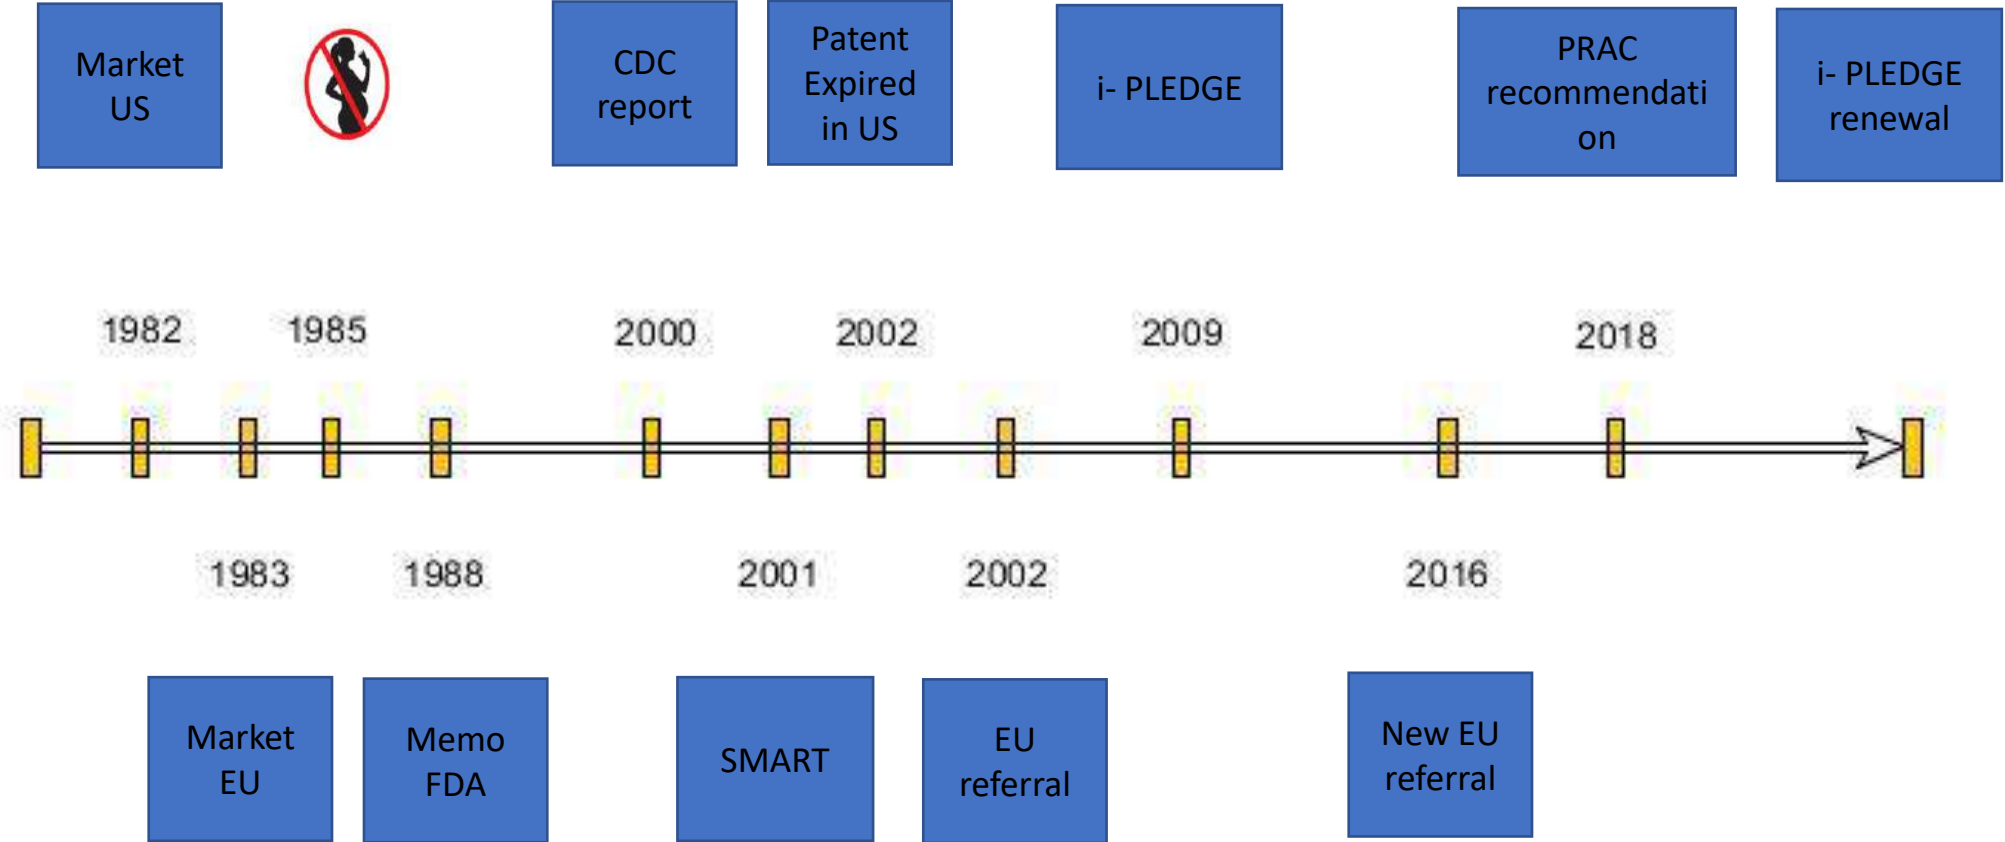 Market
US
CDC
report
Patent
Expired
in US
i- PLEDGE
PRAC
recommendati
on
i- PLEDGE
renewal
1982
1985
2000
2002
2009
2018
1983
1988
2001
2002
2016
Market
EU
Memo
FDA
SMART
EU
referral
New EU
referral